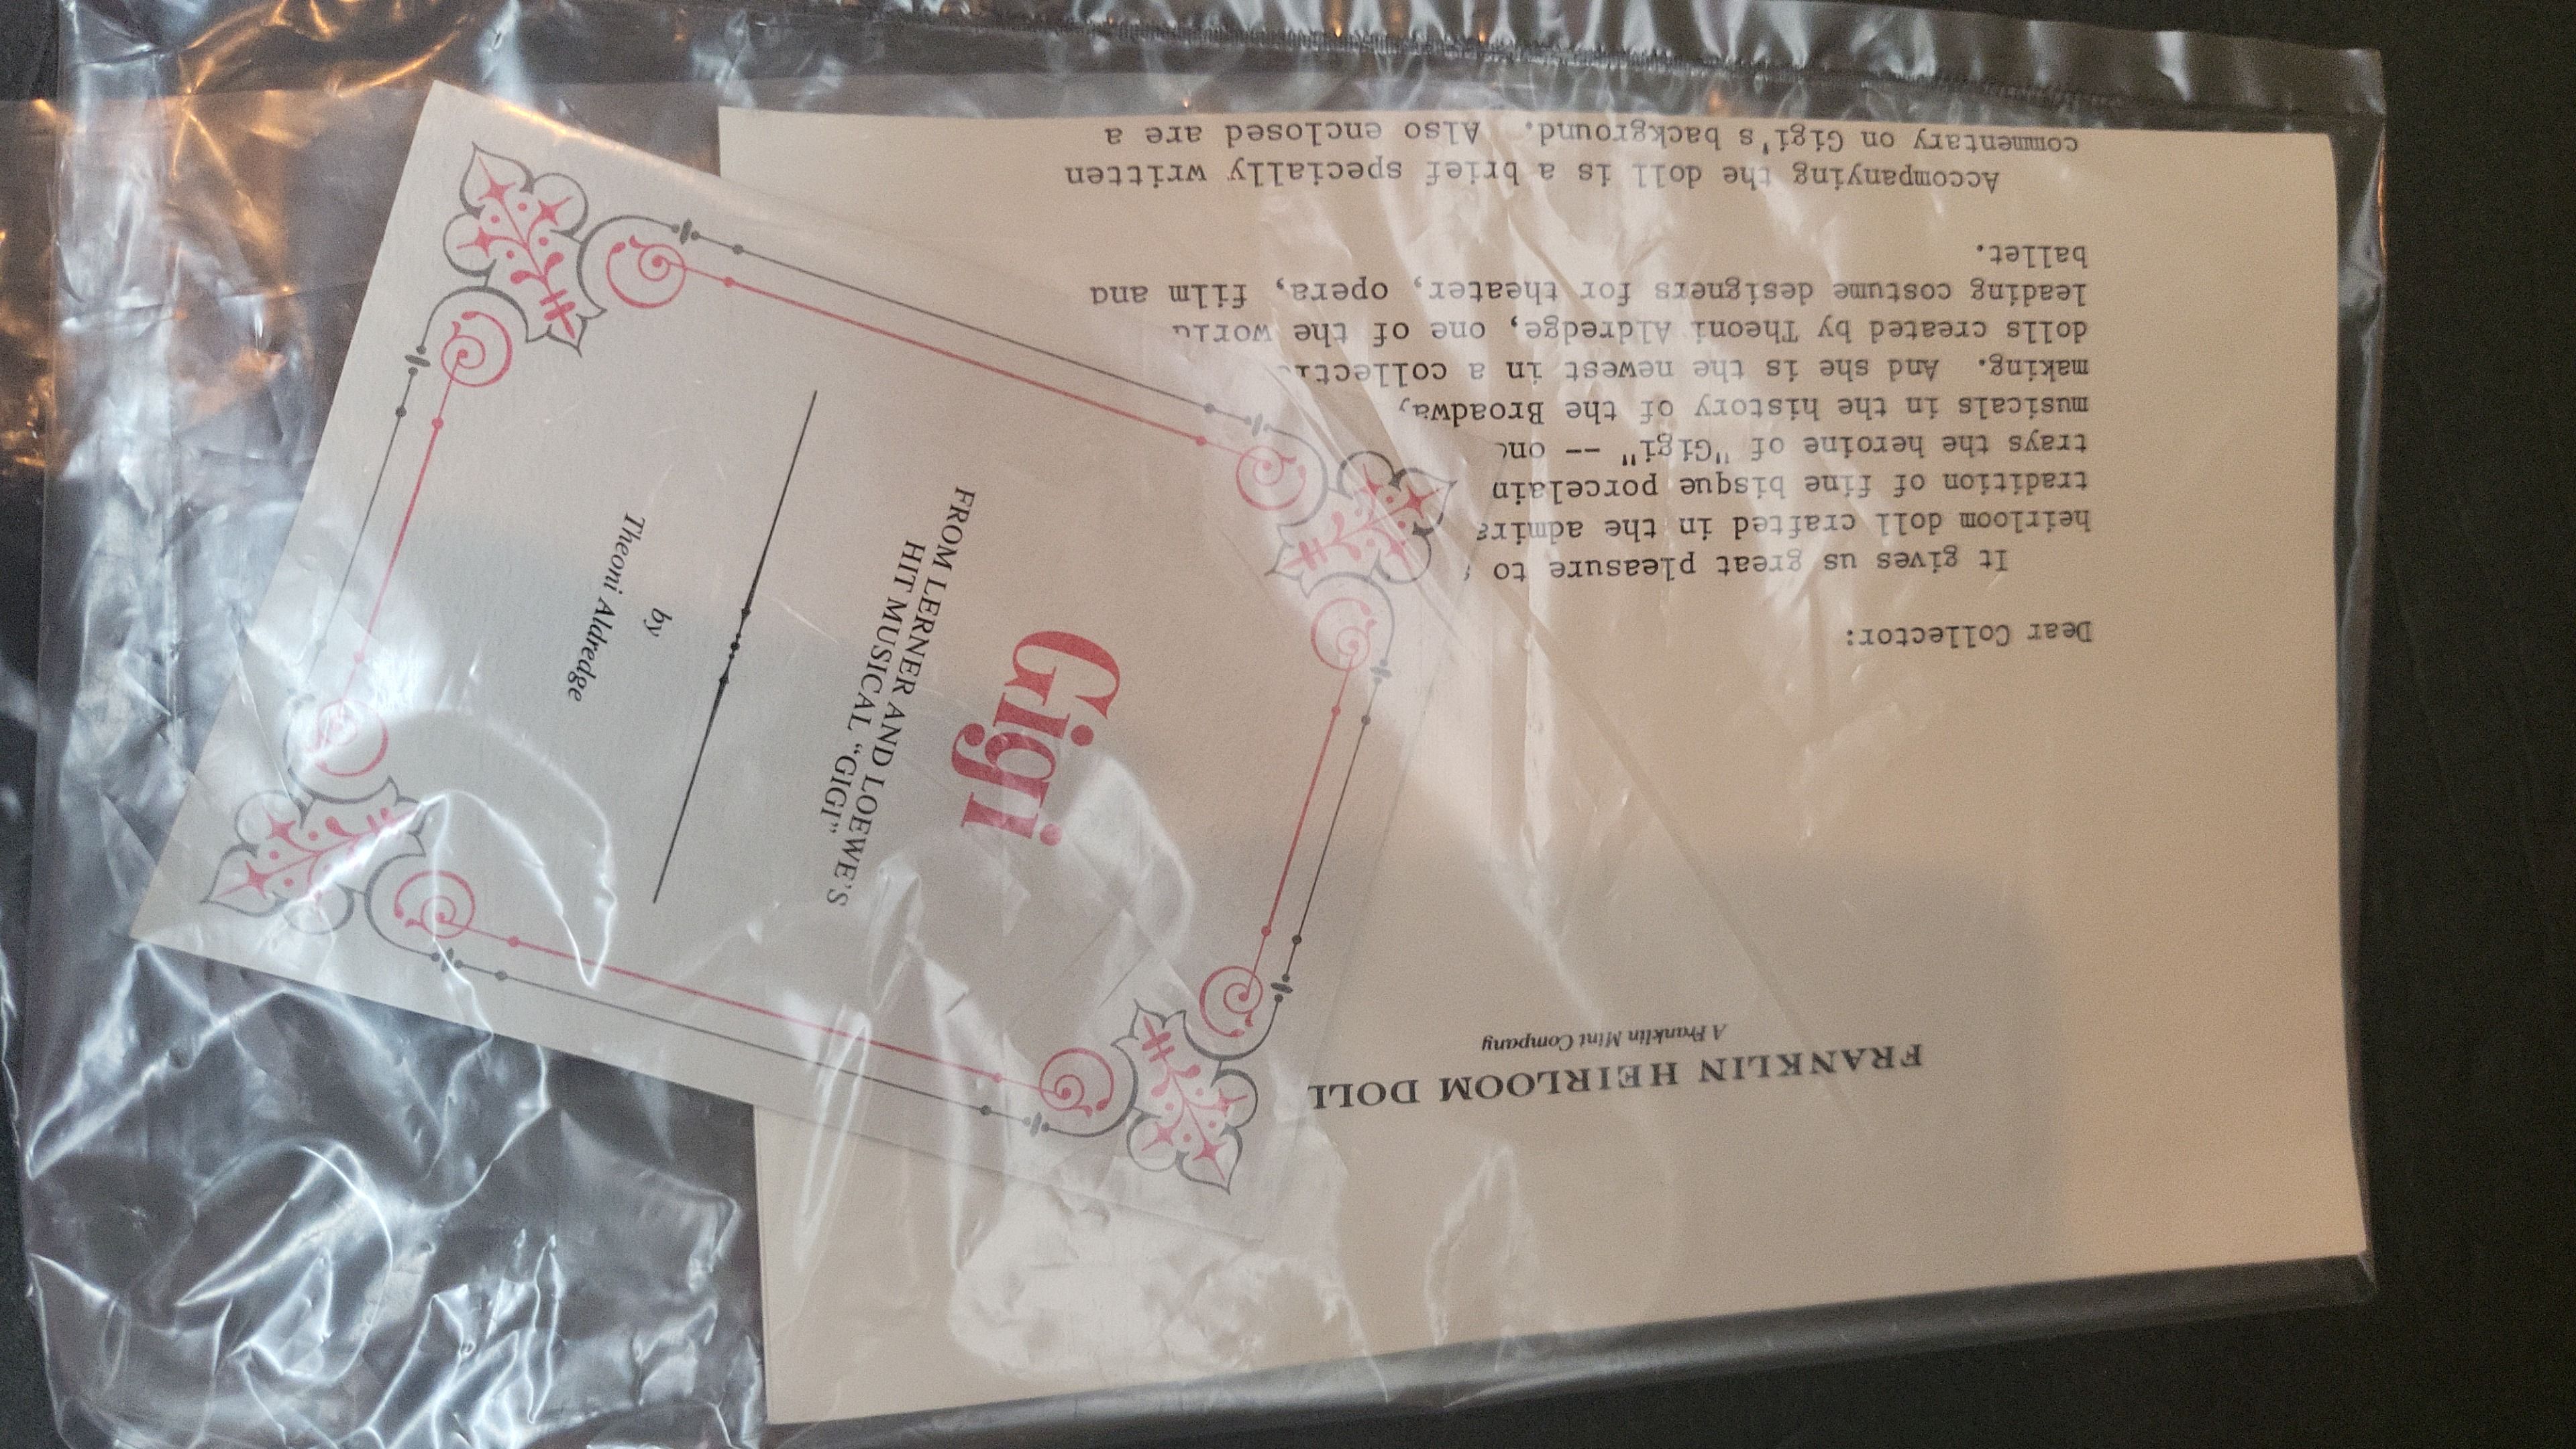 FRANKLIN HEIRLOOM
A Franklin Mint Company
Dear Collector:
It gives us great pleasure to
heirloom doll crafted in the
tradition of fine bisque porcelain
trays the heroine of "Gigi" --
musicals in the history of the
making. And she is the newest in a
dolls created by Theoni Aldredge, one of the
leading costume designers for theater, opera, film and
ballet.
Accompanying the doll is a brief specially written
commentary on Gigi's background. Also enclosed are a
Gigi
FROM LERNER AND LOEWE'S
HIT MUSICAL "GIGI"
by
Theoni Aldredge